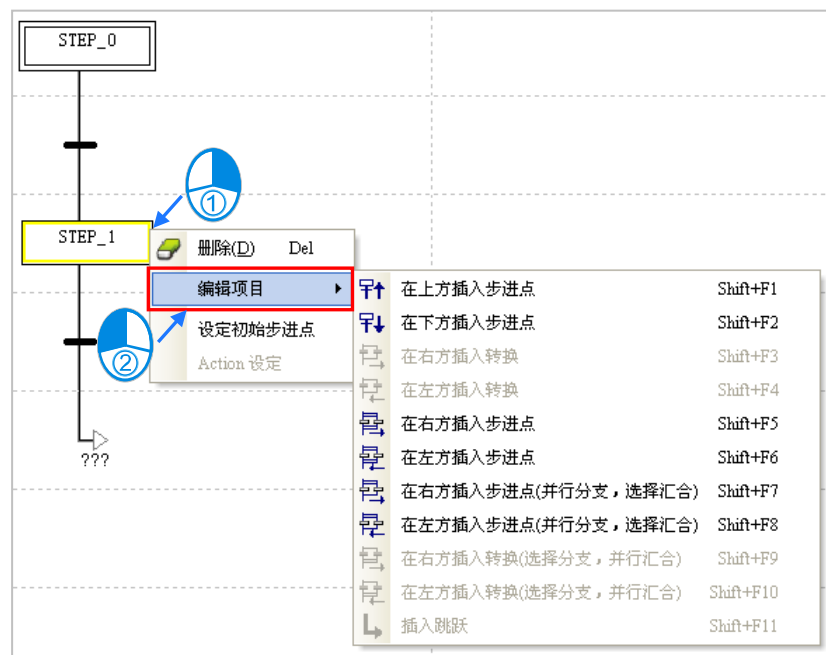 STEP_0
①
STEP_1
删除(D) Del
编辑项目
在上方插入步进点 Shift+F1
设定初始步进点
在下方插入步进点 Shift+F2
②
Action 设定
在右方插入转换 Shift+F3
在左方插入转换 Shift+F4
在右方插入步进点 Shift+F5
???
在左方插入步进点 Shift+F6
在右方插入步进点(并行分支，选择汇合) Shift+F7
在左方插入步进点(并行分支，选择汇合) Shift+F8
在右方插入转换(选择分支，并行汇合) Shift+F9
在左方插入转换(选择分支，并行汇合) Shift+F10
插入跳跃 Shift+F11